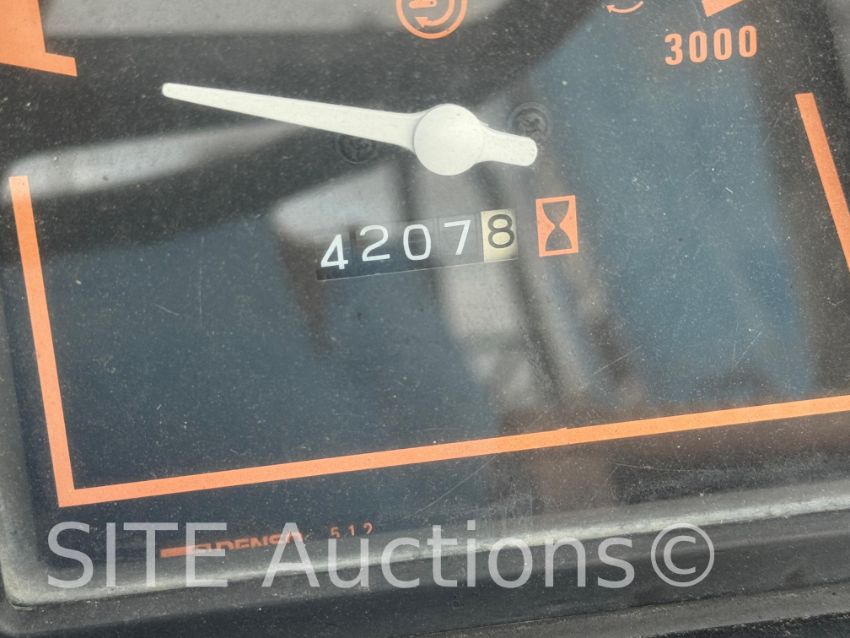 3000
42078
DENSO 512
SITE Auctions©